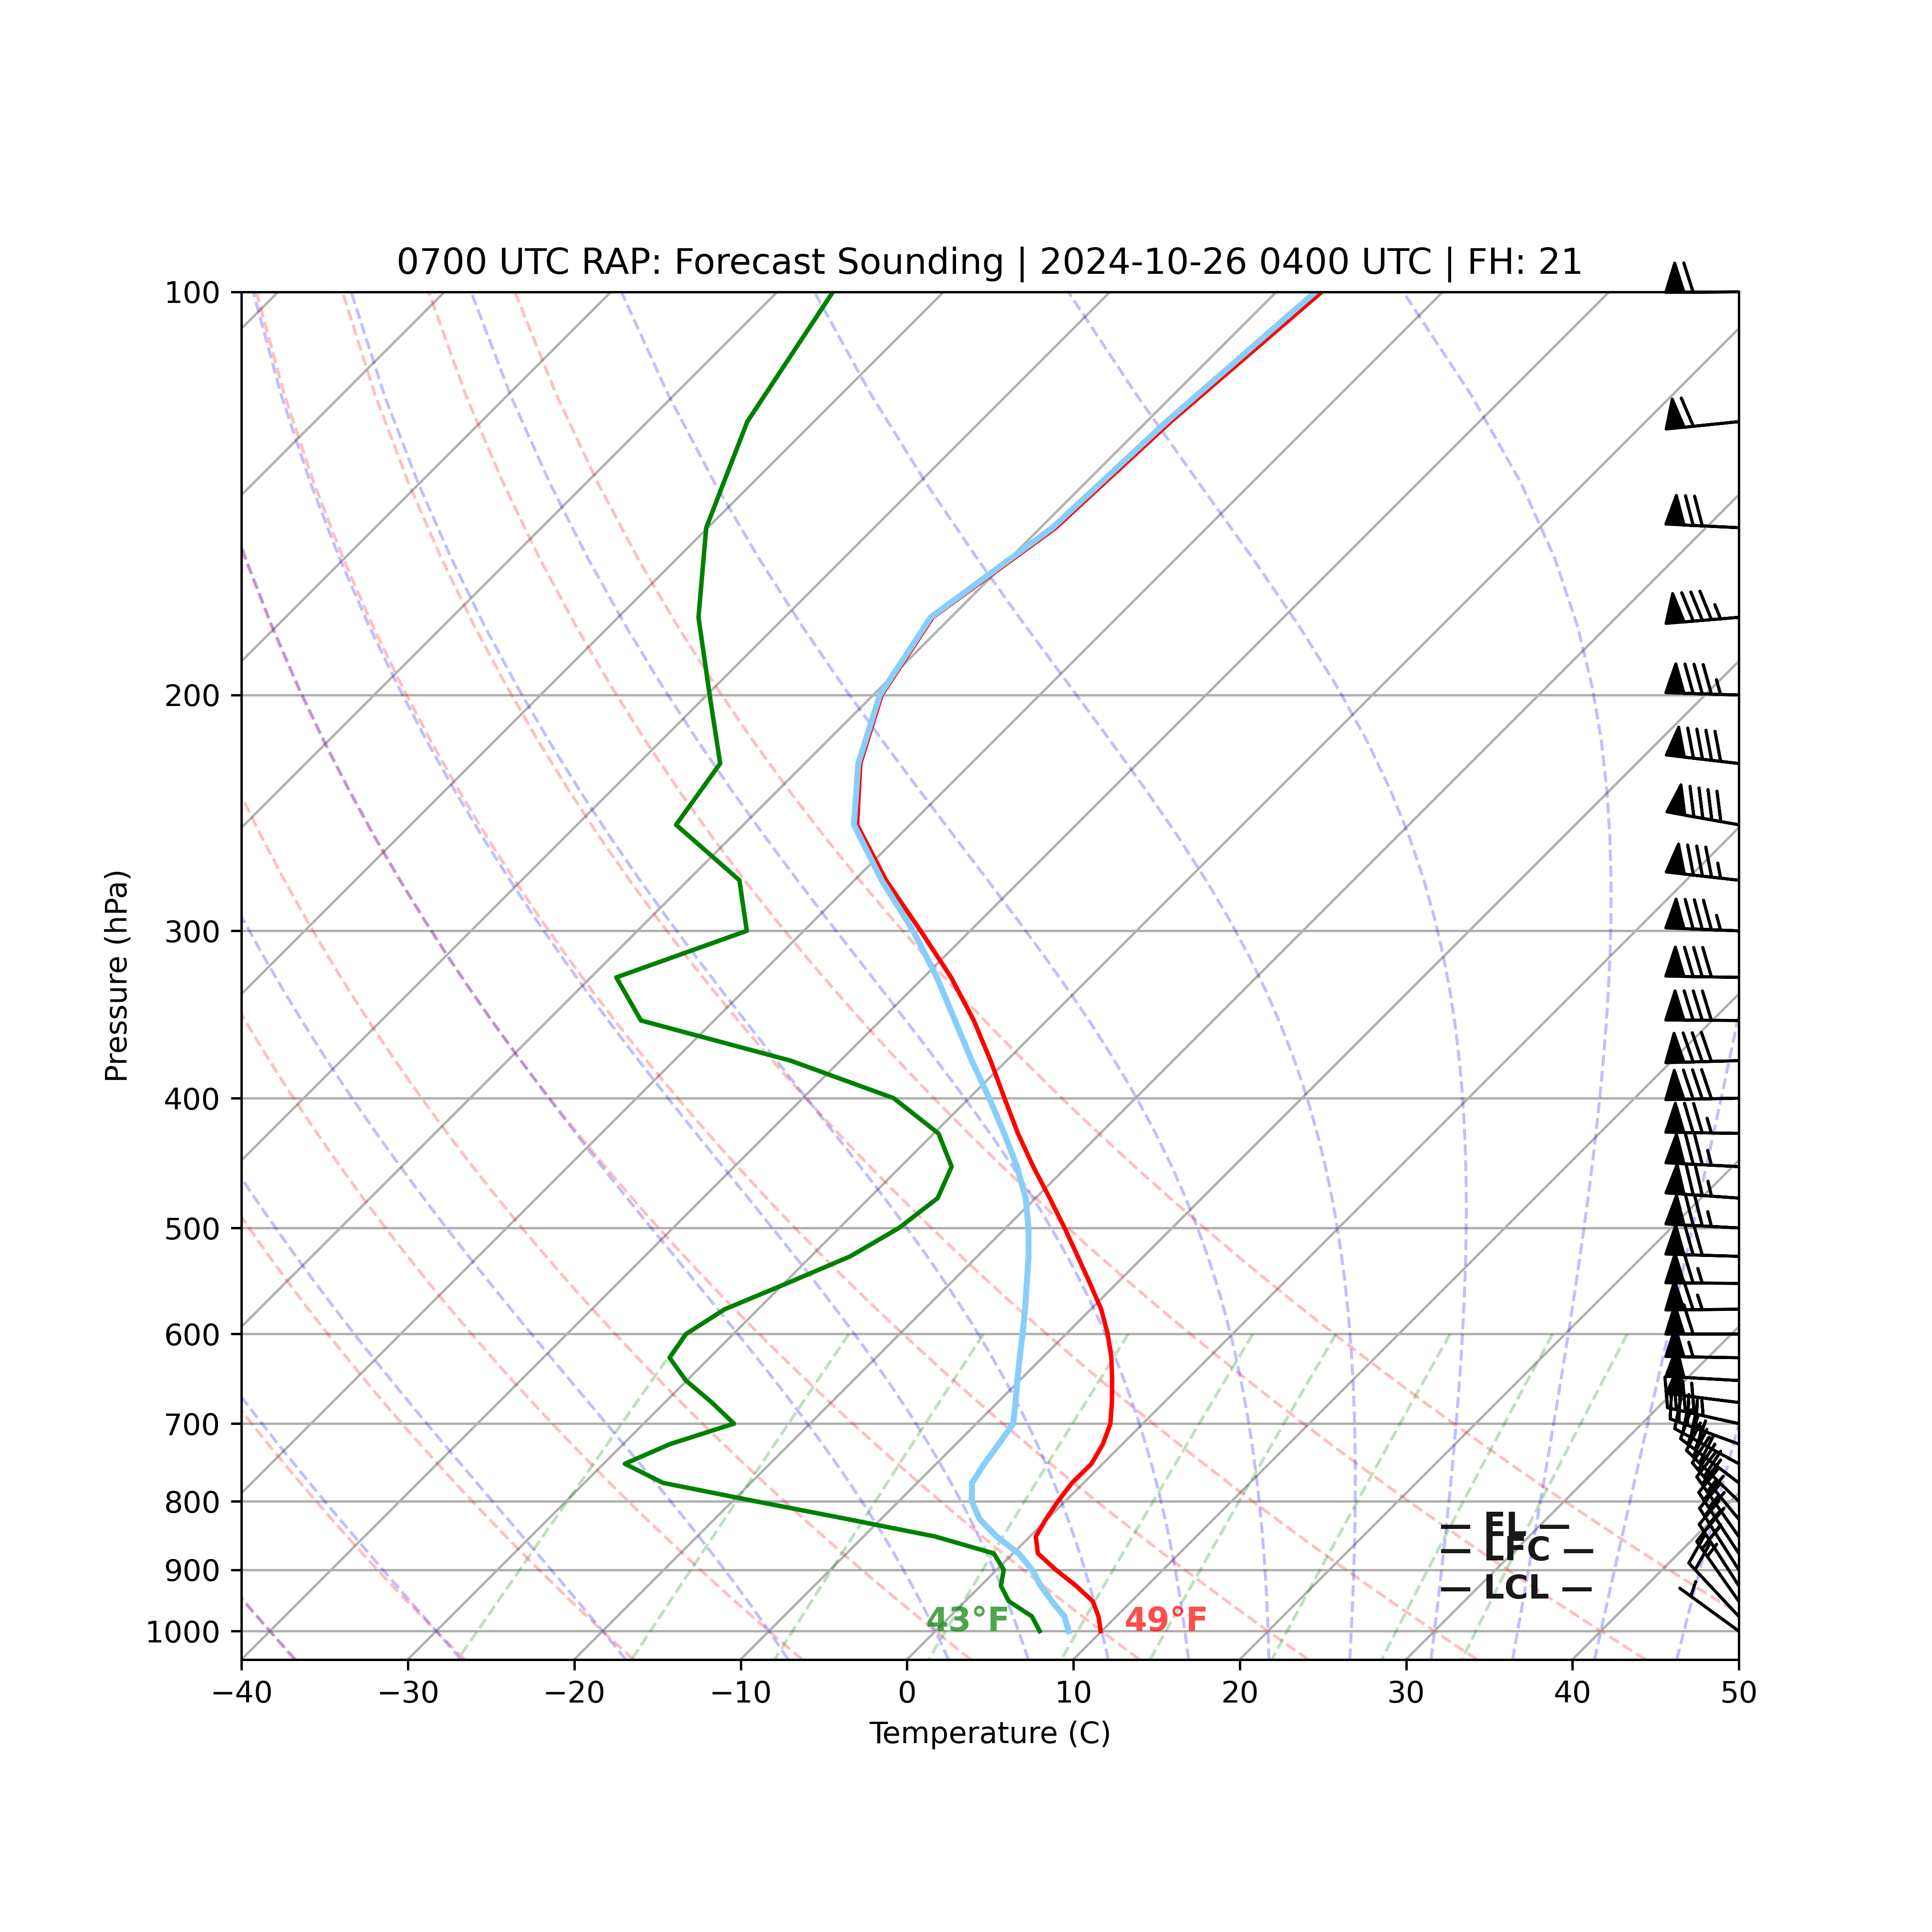 0700 UTC RAP: Forecast Sounding | 2024-10-26 0400 UTC | FH: 21
100
200
300
400
500
600
700
800
900
1000
Pressure (hPa)
— EL —
— LFC —
— LCL —
43°F
49°F
−40 −30 −20 −10 0 10 20 30 40 50
Temperature (C)